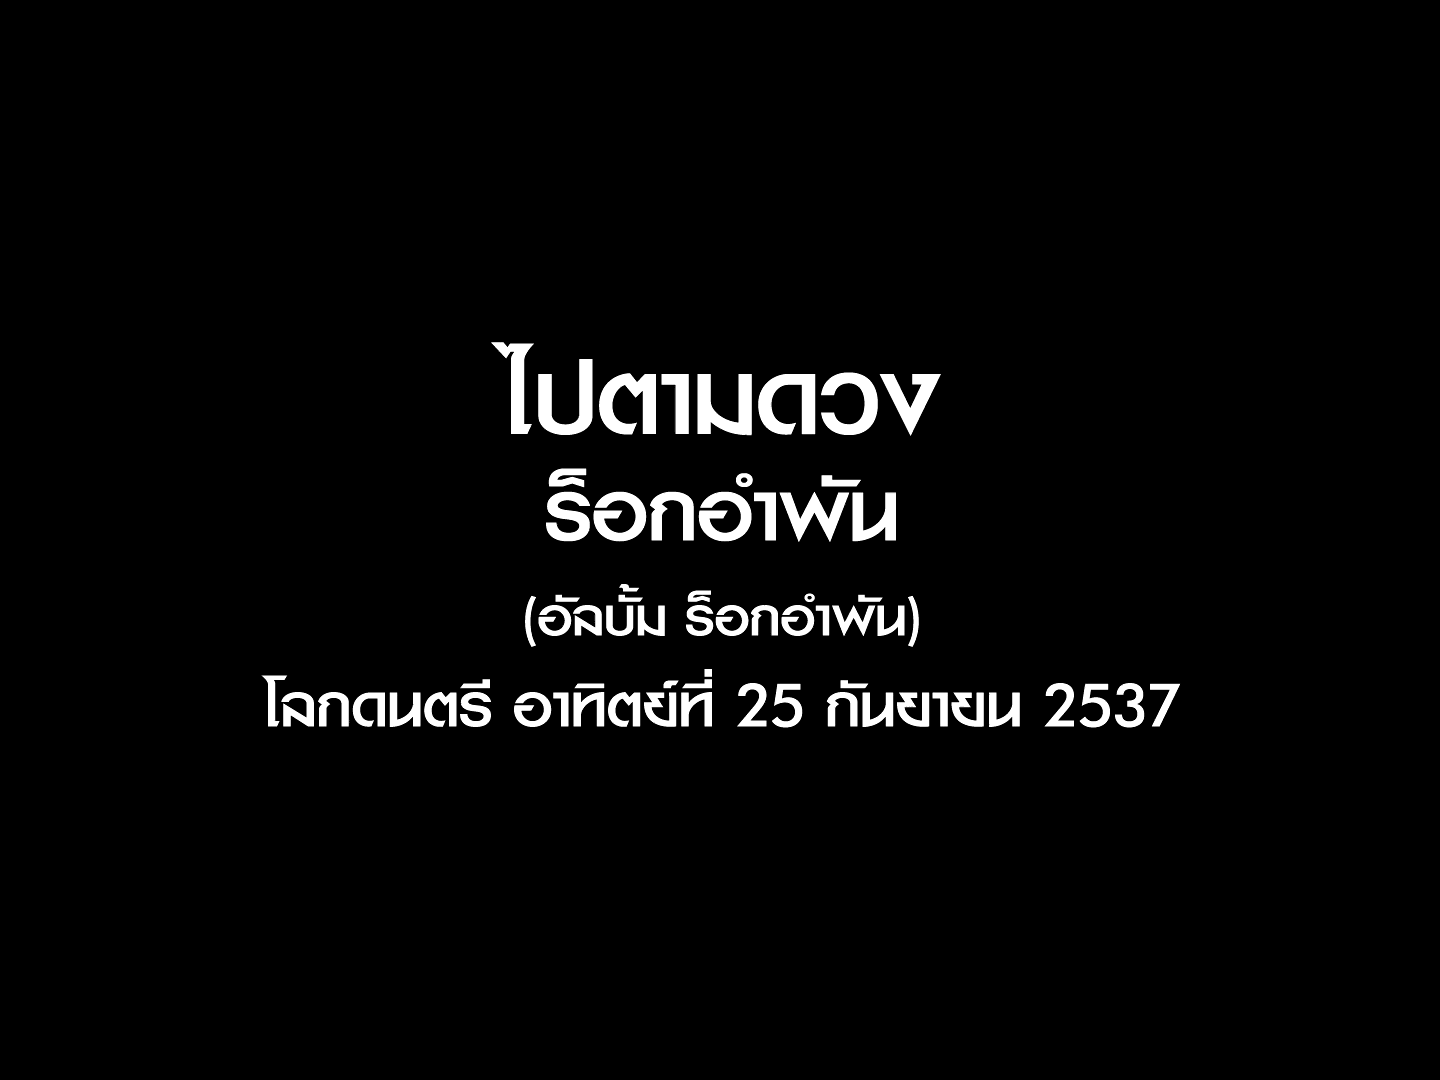 ไปตามดวง
ร็อกอำพัน
(อัลบั้ม ร็อกอำพัน)
โลกดนตรี อาทิตย์ที่ 25 กันยายน 2537